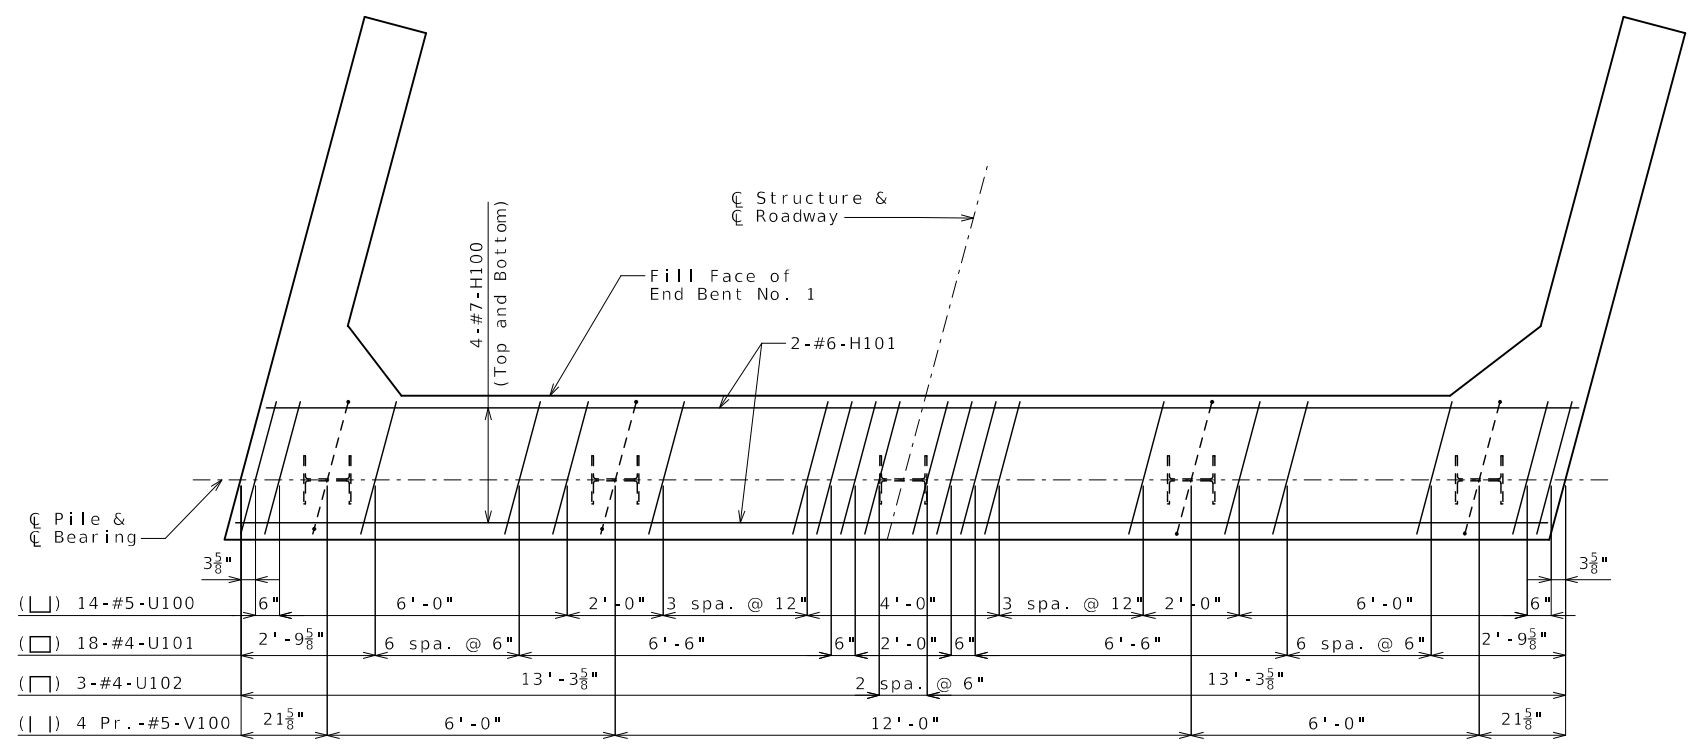 ℄ Structure &
℄ Roadway
4-#7-H100
(Top and Bottom)
Fill Face of
End Bent No. 1
2-#6-H101
℄ Pile &
℄ Bearing
3⅝" 3⅝"
(⊔) 14-#5-U100 6" 6'-0" 2'-0" 3 spa. @ 12" 4'-0" 3 spa. @ 12" 2'-0" 6'-0" 6"
(□) 18-#4-U101 2'-9⅝" 6 spa. @ 6" 6'-6" 6" 2'-0" 6" 6'-6" 6 spa. @ 6" 2'-9⅝"
(⊓) 3-#4-U102 13'-3⅝" 2 spa. @ 6" 13'-3⅝"
(| |) 4 Pr.-#5-V100 21⅝" 6'-0" 12'-0" 6'-0" 21⅝"